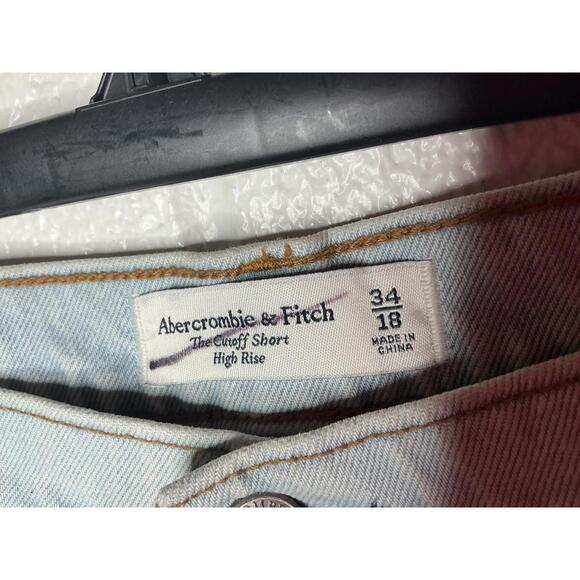 Abercrombie & Fitch
The Cutoff Short
High Rise
34
18
MADE IN
CHINA